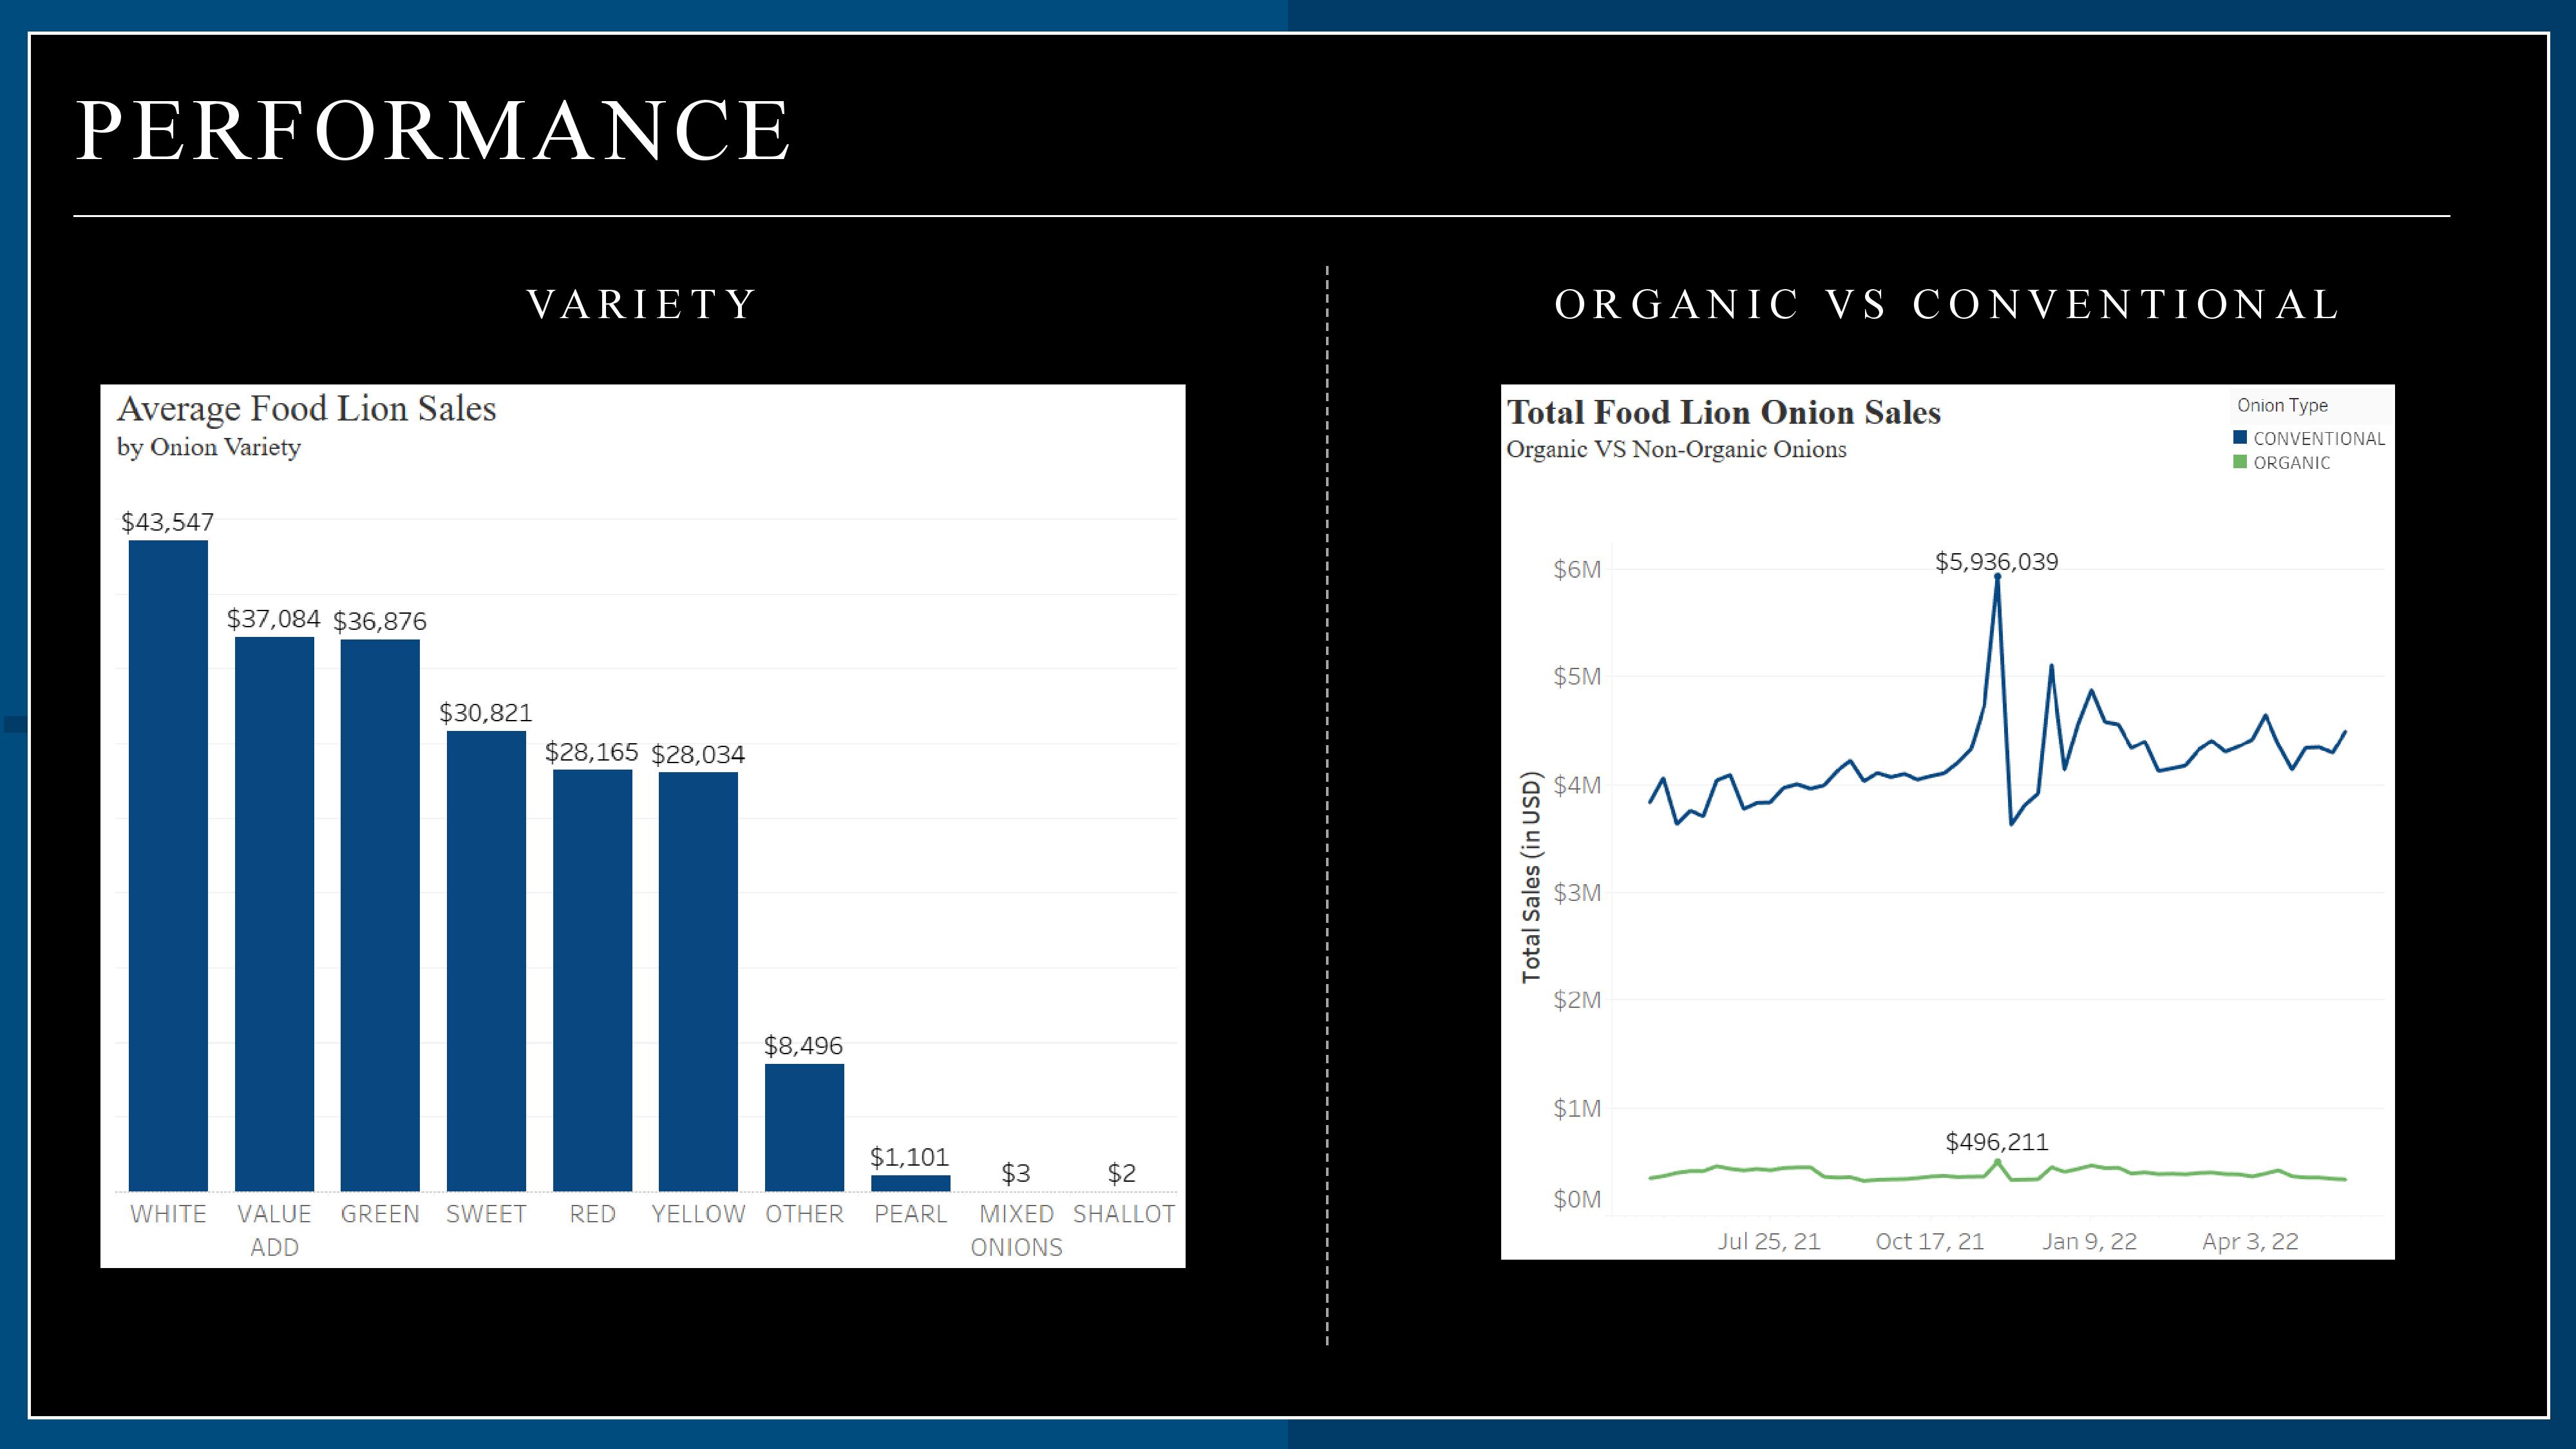 PERFORMANCE
VARIETY
Average Food Lion Sales
by Onion Variety
$43,547
$37,084
$36,876
$30,821
$28,165
$28,034
$8,496
$1,101
$3
$2
WHITE
VALUE ADD
GREEN
SWEET
RED
YELLOW
OTHER
PEARL
MIXED ONIONS
SHALLOT
ORGANIC VS CONVENTIONAL
Total Food Lion Onion Sales
Organic VS Non-Organic Onions
Onion Type
CONVENTIONAL
ORGANIC
Total Sales (in USD)
$6M
$5M
$4M
$3M
$2M
$1M
$0M
$5,936,039
$496,211
Jul 25, 21
Oct 17, 21
Jan 9, 22
Apr 3, 22